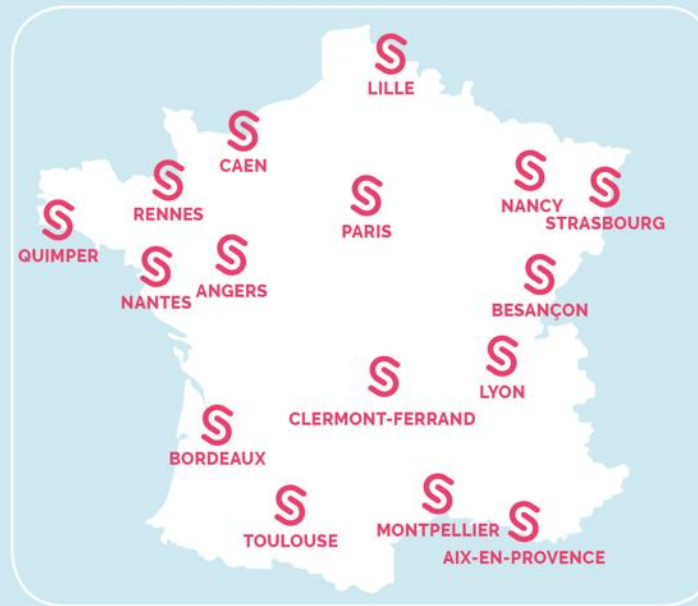 LILLE
CAEN
RENNES
PARIS
NANCY
STRASBOURG
QUIMPER
NANTES
ANGERS
BESANÇON
LYON
CLERMONT-FERRAND
BORDEAUX
TOULOUSE
MONTPELLIER
AIX-EN-PROVENCE